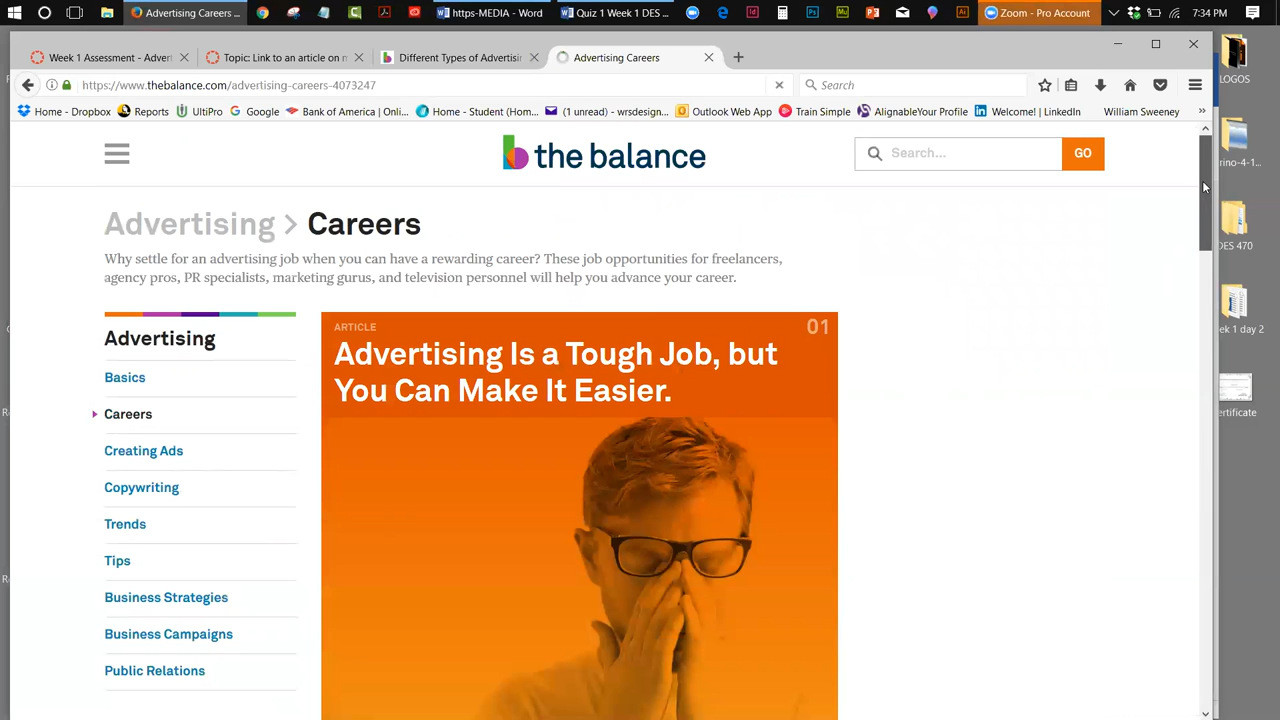 Advertising Careers ...
https-MEDIA - Word
Quiz 1 Week 1 DES ...
Zoom - Pro Account
7:34 PM
Week 1 Assessment - Advert
Topic: Link to an article on n
Different Types of Advertisin
Advertising Careers
https://www.thebalance.com/advertising-careers-4073247
Search
Home - Dropbox
Reports
UltiPro
Google
Bank of America | Onli...
Home - Student (Hom...
(1 unread) - wrsdesign...
Outlook Web App
Train Simple
AlignableYour Profile
Welcome! | LinkedIn
William Sweeney
the balance
Search...
GO
Advertising > Careers
Why settle for an advertising job when you can have a rewarding career? These job opportunities for freelancers,
agency pros, PR specialists, marketing gurus, and television personnel will help you advance your career.
Advertising
Basics
Careers
Creating Ads
Copywriting
Trends
Tips
Business Strategies
Business Campaigns
Public Relations
ARTICLE
01
Advertising Is a Tough Job, but
You Can Make It Easier.
LOGOS
rino-4-1...
DES 470
k 1 day 2
ertificate